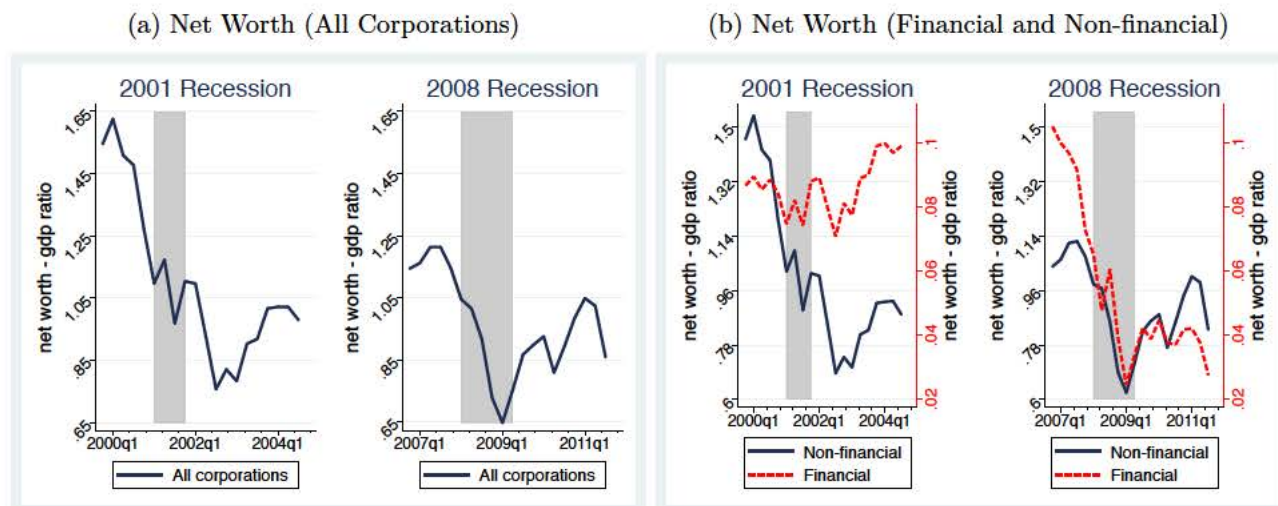 (a) Net Worth (All Corporations)
2001 Recession
2008 Recession
net worth - gdp ratio
1.65
1.45
1.25
1.05
.85
.65
2000q1 2002q1 2004q1
All corporations
net worth - gdp ratio
1.65
1.45
1.25
1.05
.85
.65
2007q1 2009q1 2011q1
All corporations
(b) Net Worth (Financial and Non-financial)
2001 Recession
2008 Recession
net worth - gdp ratio
1.5
1.32
1.14
.96
.78
.6
.1
.08
.06
.04
.02
net worth - gdp ratio
2000q1 2002q1 2004q1
Non-financial
Financial
net worth - gdp ratio
1.5
1.32
1.14
.96
.78
.6
.1
.08
.06
.04
.02
net worth - gdp ratio
2007q1 2009q1 2011q1
Non-financial
Financial